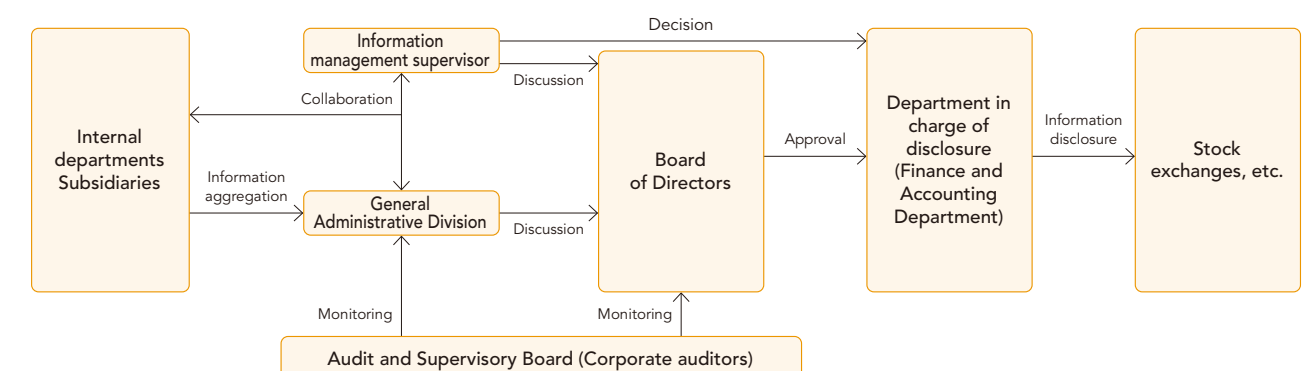 Internal
departments
Subsidiaries
Information
management supervisor
Collaboration
Information
aggregation
General
Administrative Division
Decision
Discussion
Discussion
Monitoring
Monitoring
Board
of Directors
Approval
Department in
charge of
disclosure
(Finance and
Accounting
Department)
Information
disclosure
Stock
exchanges, etc.
Audit and Supervisory Board (Corporate auditors)